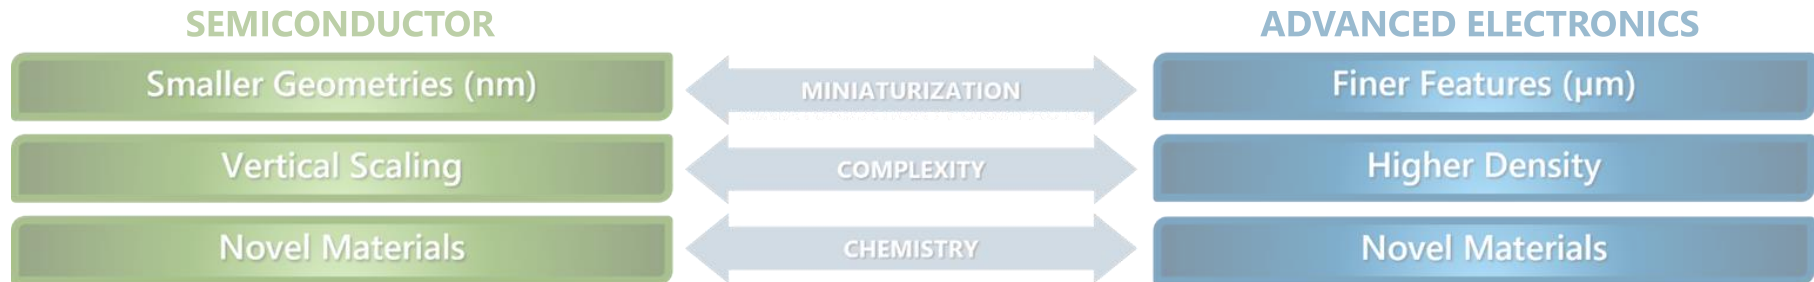 SEMICONDUCTOR
ADVANCED ELECTRONICS
Smaller Geometries (nm)
MINIATURIZATION
Finer Features (µm)
Vertical Scaling
COMPLEXITY
Higher Density
Novel Materials
CHEMISTRY
Novel Materials